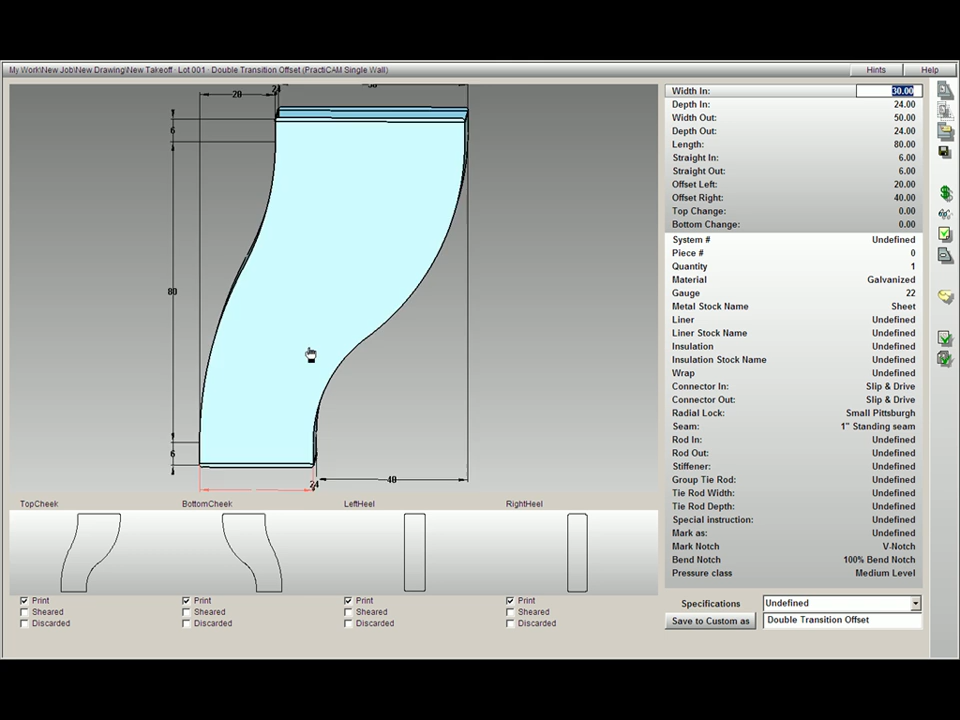 My Work\New Job\New Drawing\New Takeoff - Lot 001 - Double Transition Offset (PractiCAM Single Wall)
Hints
Help
20
24
6
80
6
24
40
Width In: 30.00
Depth In: 24.00
Width Out: 50.00
Depth Out: 24.00
Length: 80.00
Straight In: 6.00
Straight Out: 6.00
Offset Left: 20.00
Offset Right: 40.00
Top Change: 0.00
Bottom Change: 0.00
System # Undefined
Piece # 0
Quantity 1
Material Galvanized
Gauge 22
Metal Stock Name Sheet
Liner Undefined
Liner Stock Name Undefined
Insulation Undefined
Insulation Stock Name Undefined
Wrap Undefined
Connector In: Slip & Drive
Connector Out: Slip & Drive
Radial Lock: Small Pittsburgh
Seam: 1" Standing seam
Rod In: Undefined
Rod Out: Undefined
Stiffener: Undefined
Group Tie Rod: Undefined
Tie Rod Width: Undefined
Tie Rod Depth: Undefined
Special instruction: Undefined
Mark as: Undefined
Mark Notch V-Notch
Bend Notch 100% Bend Notch
Pressure class Medium Level
Specifications Undefined
Save to Custom as Double Transition Offset
TopCheek BottomCheek LeftHeel RightHeel
Print Print Print Print
Sheared Sheared Sheared Sheared
Discarded Discarded Discarded Discarded